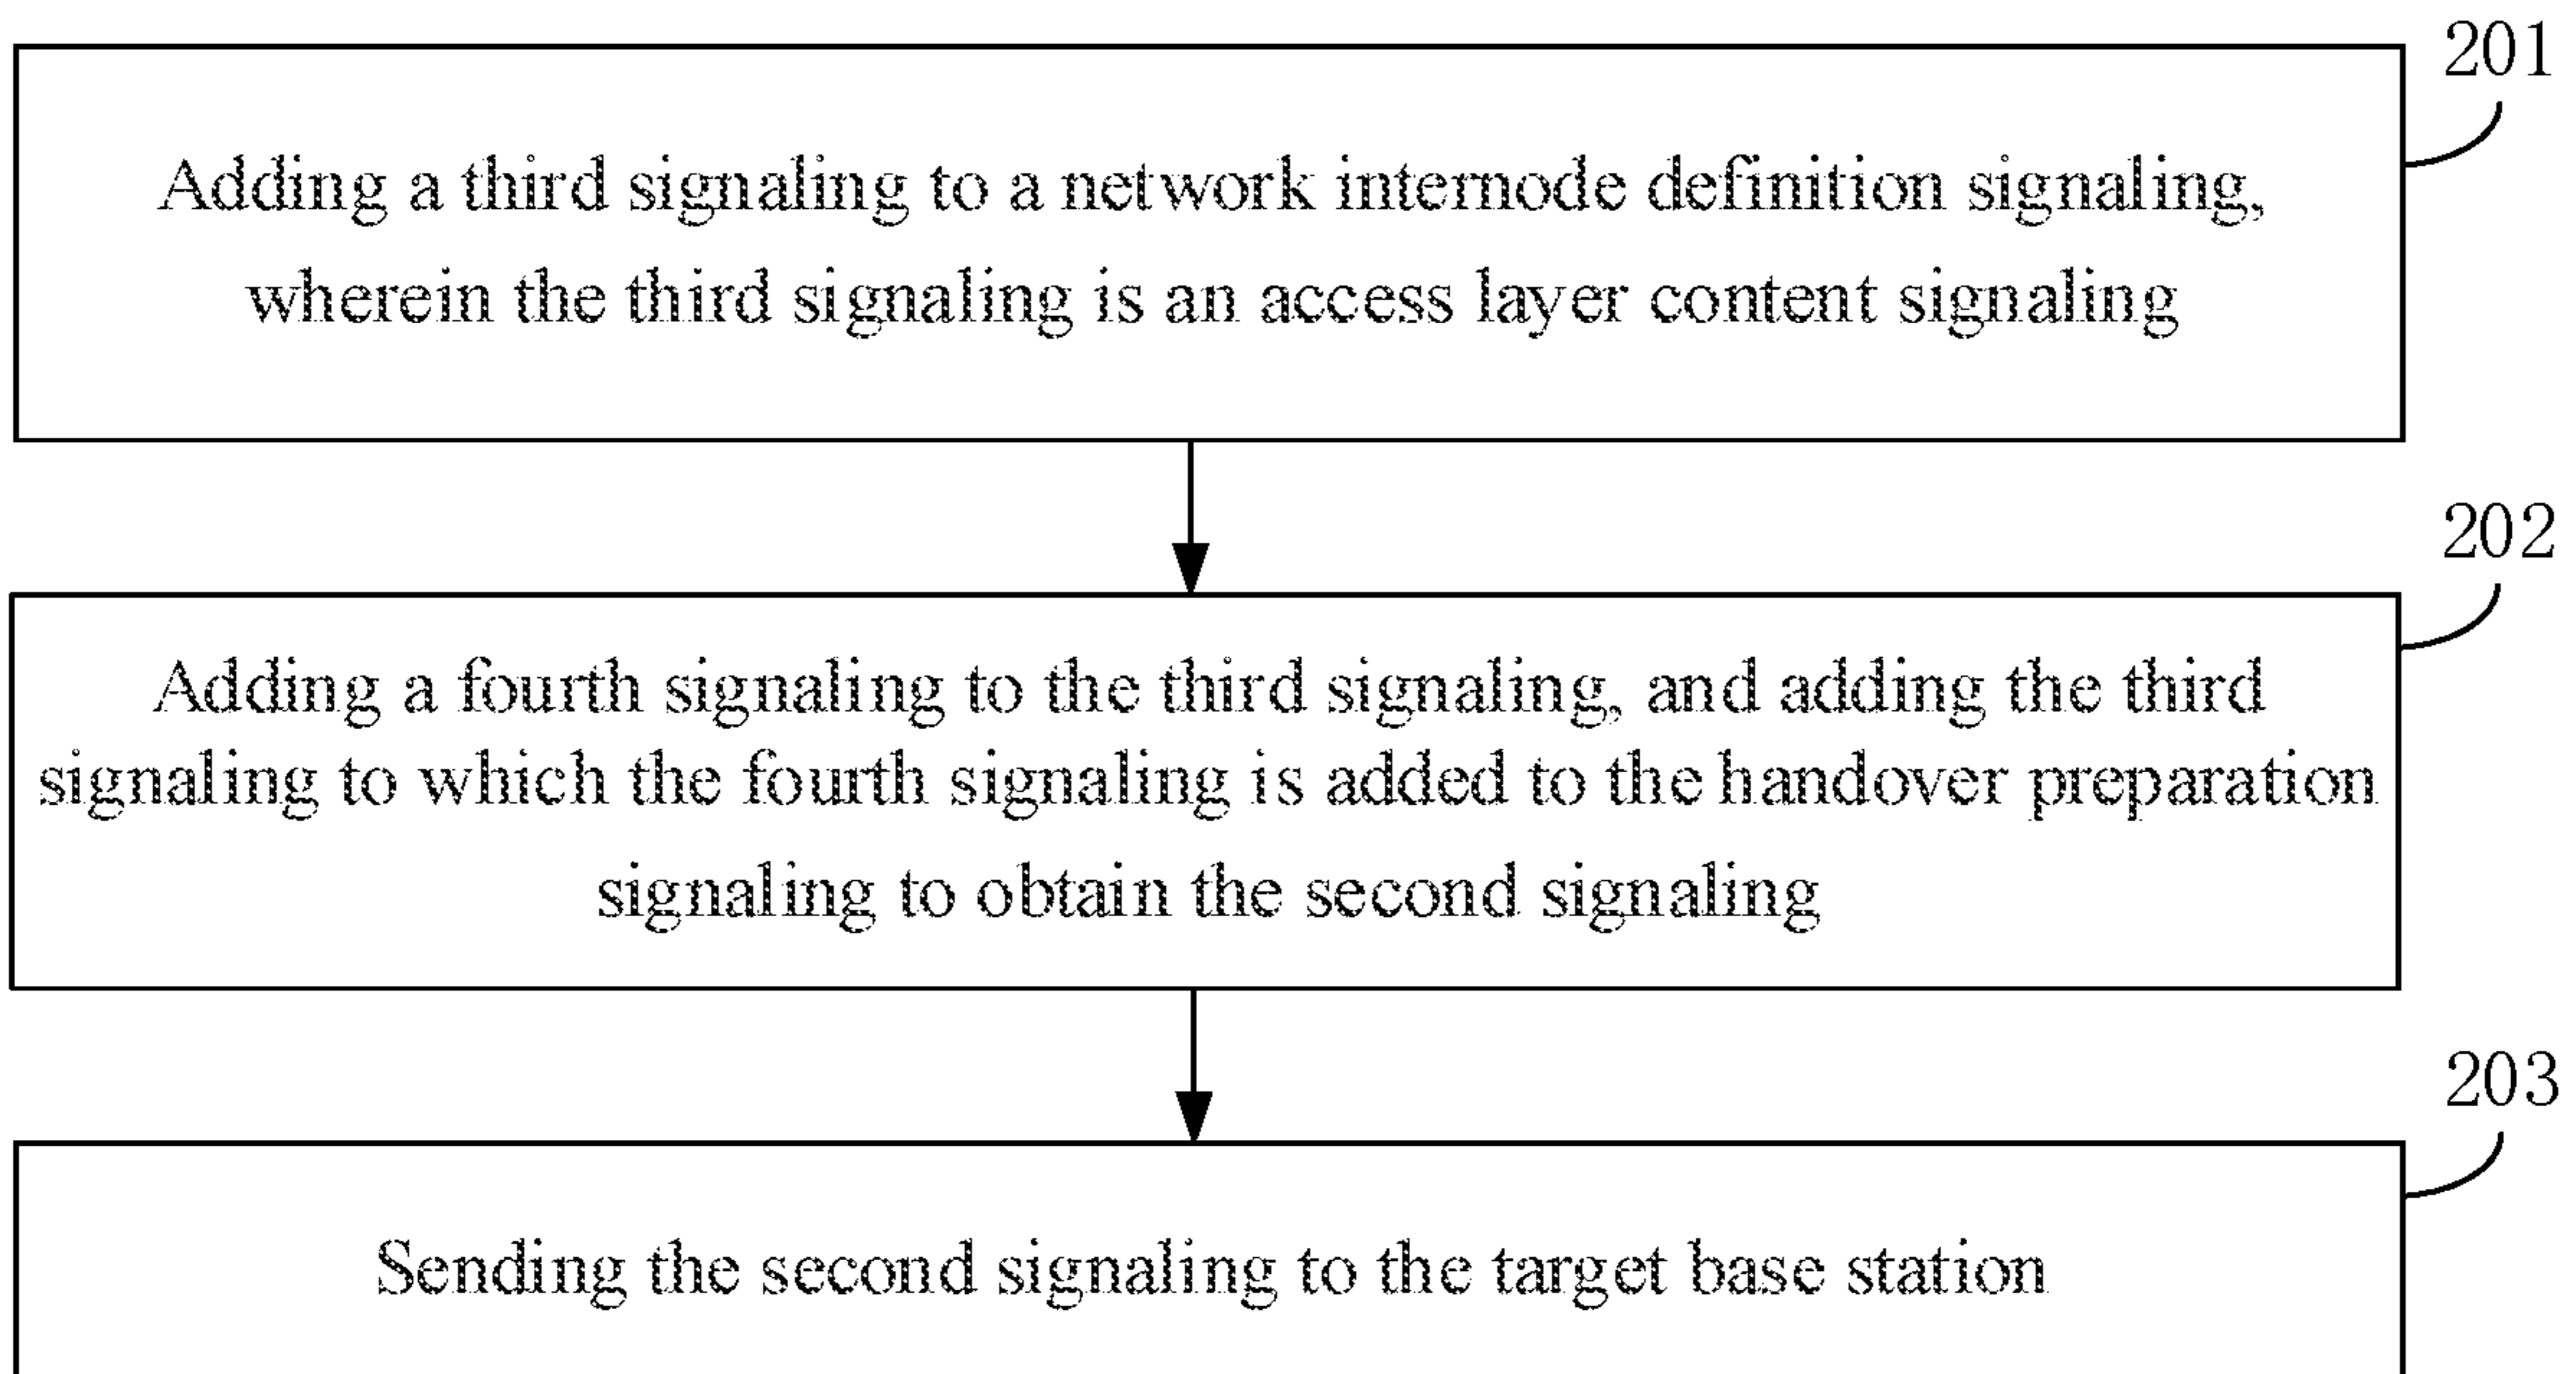 201
Adding a third signaling to a network internode definition signaling,
wherein the third signaling is an access layer content signaling
202
Adding a fourth signaling to the third signaling, and adding the third
signaling to which the fourth signaling is added to the handover preparation
signaling to obtain the second signaling
203
Sending the second signaling to the target base station